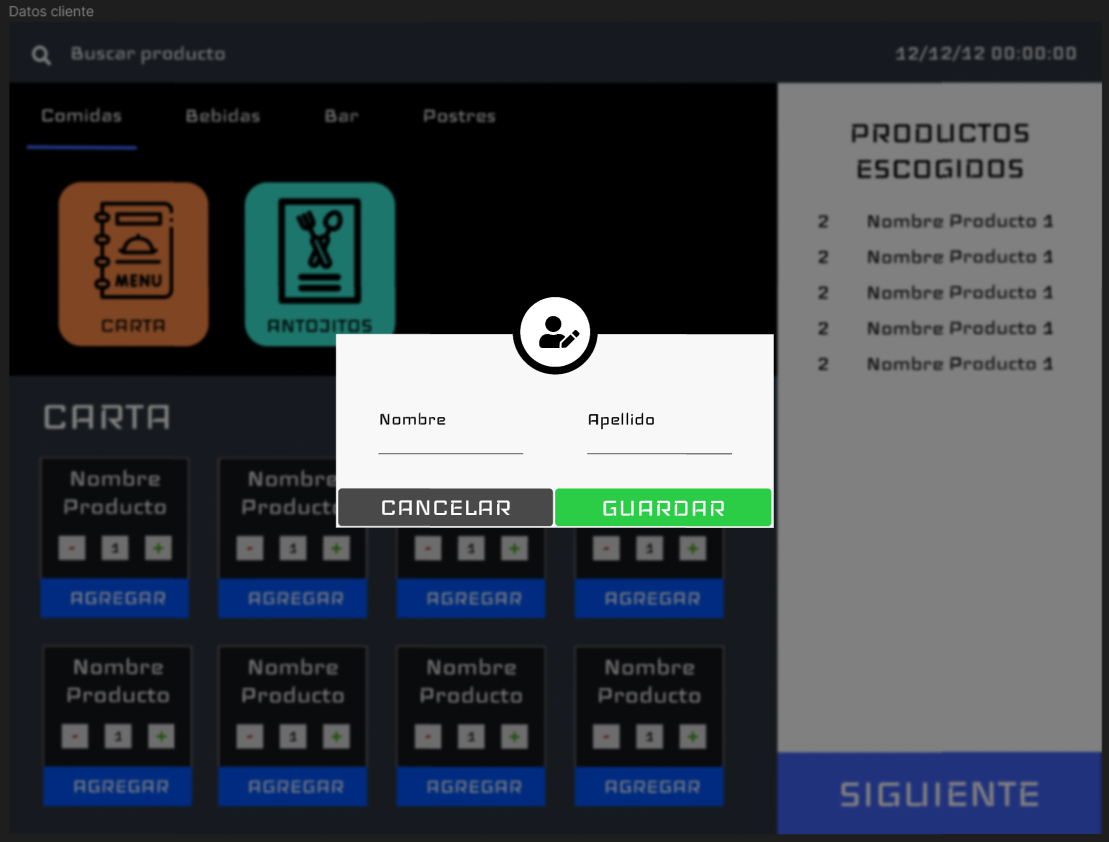 Datos cliente
Buscar producto
12/12/12 00:00:00
Comidas
Bebidas
Bar
Postres
MENU
CARTA
ANTOJITOS
PRODUCTOS
ESCOGIDOS
2 Nombre Producto 1
2 Nombre Producto 1
2 Nombre Producto 1
2 Nombre Producto 1
2 Nombre Producto 1
Nombre
Apellido
CANCELAR
GUARDAR
CARTA
Nombre
Producto
- 1 +
AGREGAR
Nombre
Producto
- 1 +
AGREGAR
- 1 +
AGREGAR
- 1 +
AGREGAR
Nombre
Producto
- 1 +
AGREGAR
Nombre
Producto
- 1 +
AGREGAR
Nombre
Producto
- 1 +
AGREGAR
Nombre
Producto
- 1 +
AGREGAR
SIGUIENTE